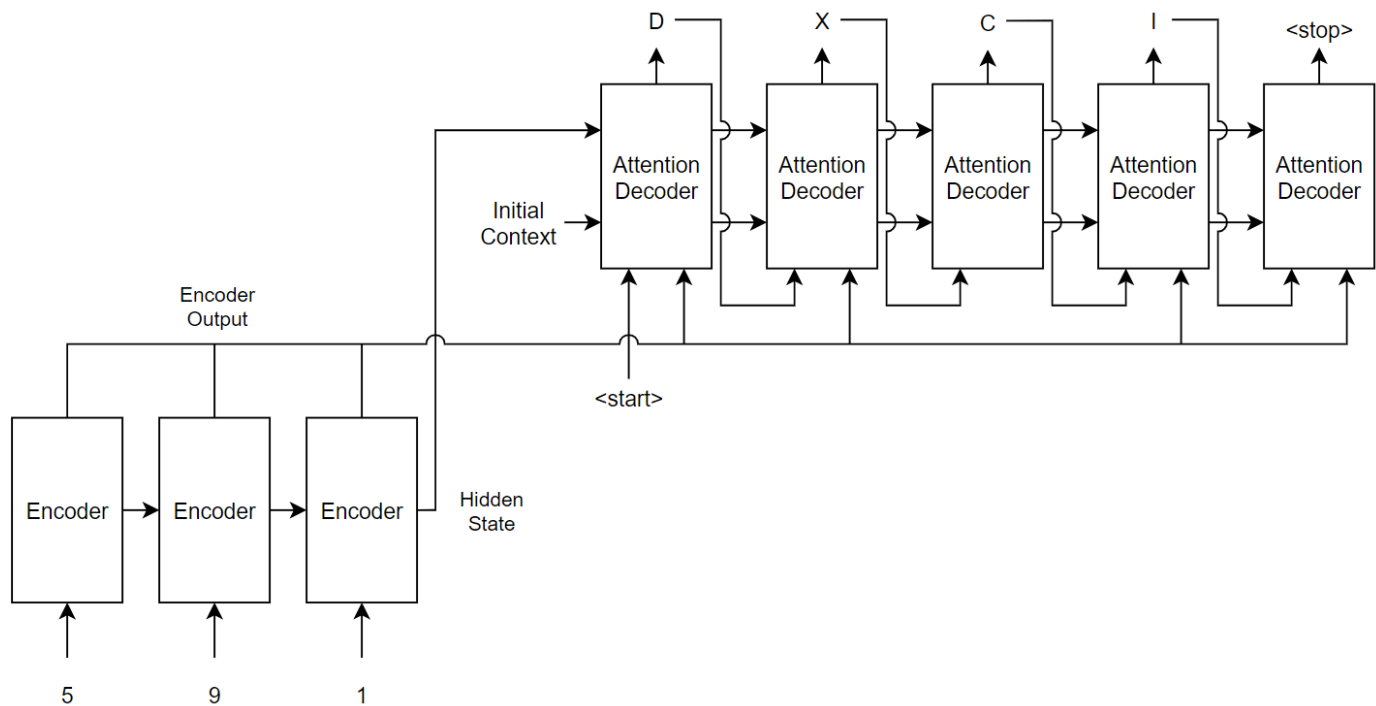 D
X
C
I
<stop>
Attention
Decoder
Attention
Decoder
Attention
Decoder
Attention
Decoder
Attention
Decoder
Initial
Context
Encoder
Output
<start>
Encoder
Encoder
Encoder
Hidden
State
5
9
1